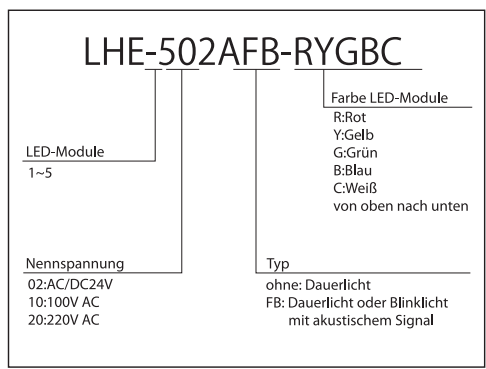 LHE-502AFB-RYGBC
Farbe LED-Module
R:Rot
Y:Gelb
G:Grün
B:Blau
C:Weiß
von oben nach unten
LED-Module
1~5
Nennspannung
02:AC/DC24V
10:100V AC
20:220V AC
Typ
ohne: Dauerlicht
FB: Dauerlicht oder Blinklicht
mit akustischem Signal